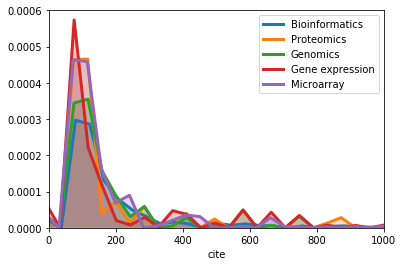 0.0006
0.0005
0.0004
0.0003
0.0002
0.0001
0.0000
0 200 400 600 800 1000
cite
Bioinformatics
Proteomics
Genomics
Gene expression
Microarray